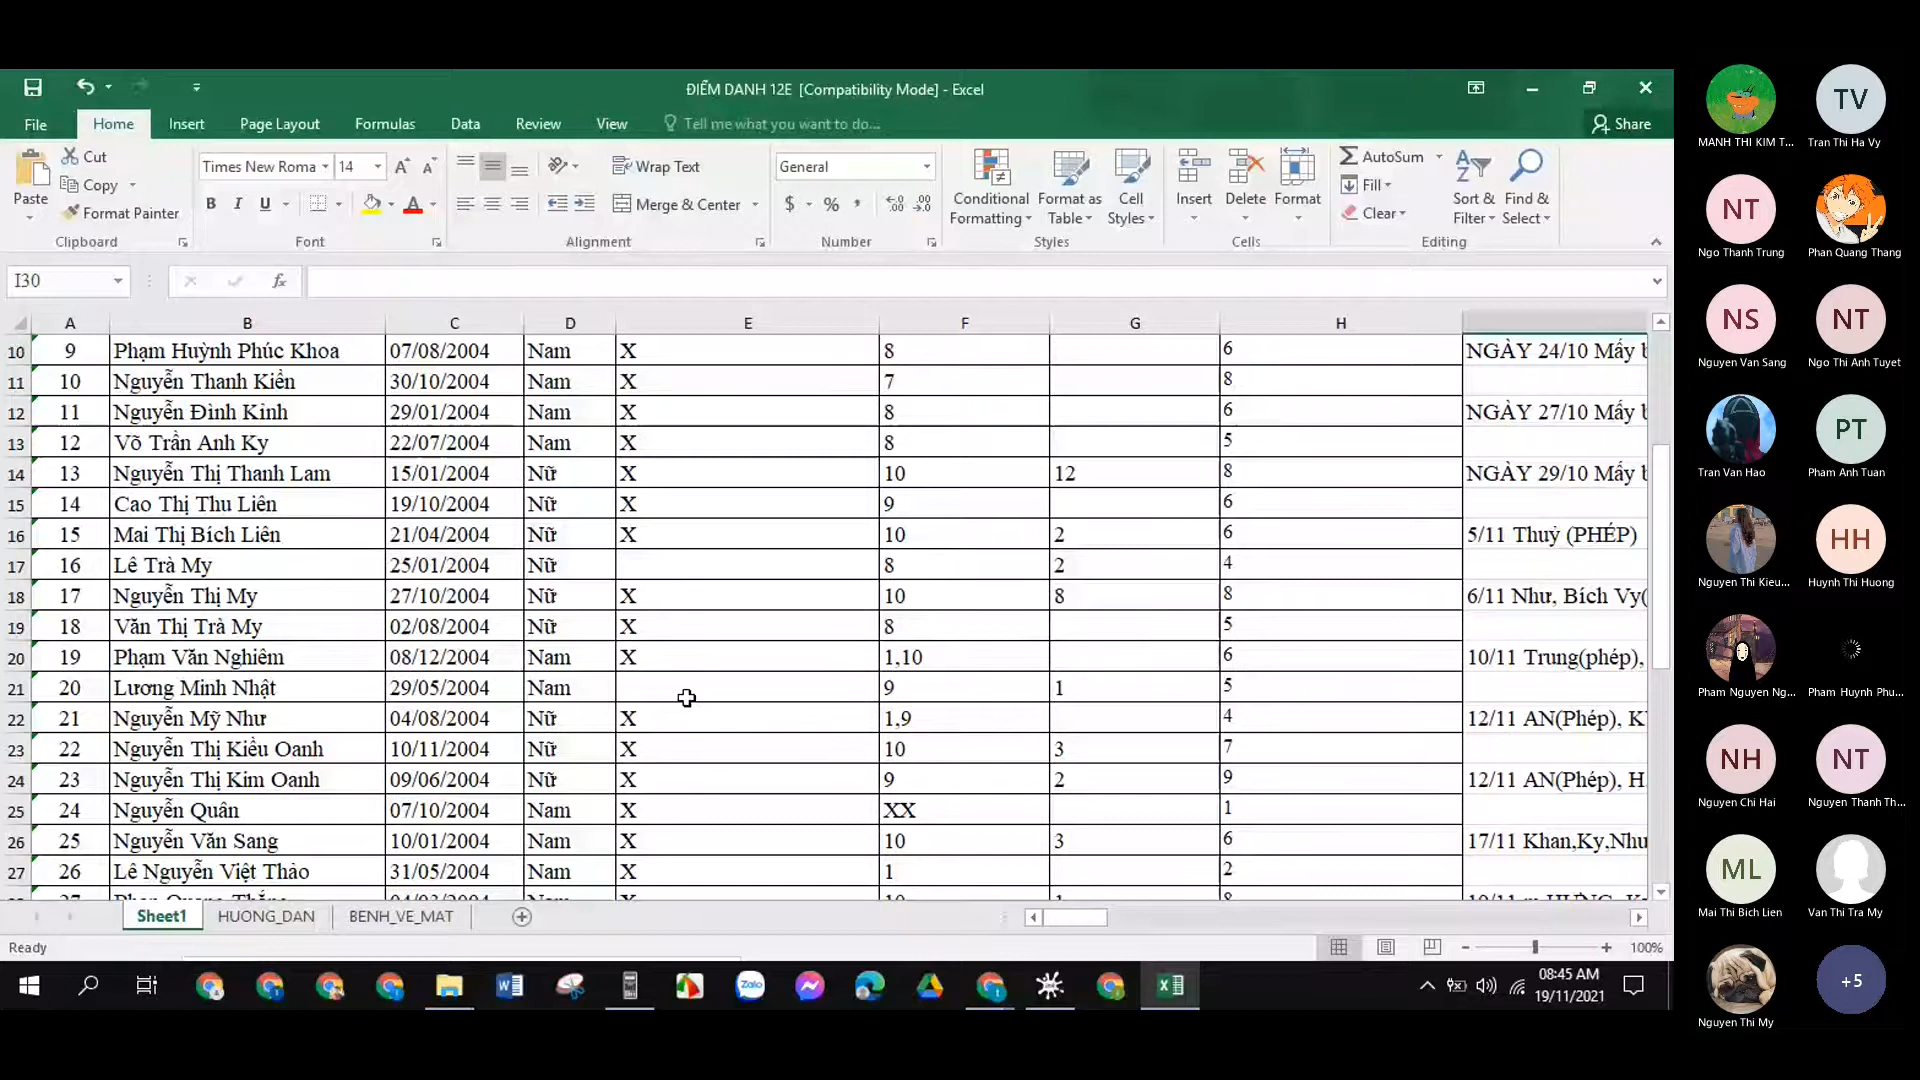 ĐIỂM DANH 12E [Compatibility Mode] - Excel
File Home Insert Page Layout Formulas Data Review View Tell me what you want to do... Share
Paste Cut Copy Format Painter Clipboard
Times New Roma 14 B I U A Font
Wrap Text Merge & Center Alignment
General $ % , Number
Conditional Formatting Format as Table Cell Styles Styles
Insert Delete Format Cells
AutoSum Fill Clear Sort & Filter Find & Select Editing
I30 fx
A B C D E F G H
10 9 Phạm Huỳnh Phúc Khoa 07/08/2004 Nam X 8 6 NGÀY 24/10 Mấy b
11 10 Nguyễn Thanh Kiển 30/10/2004 Nam X 7 8
12 11 Nguyễn Đình Kỉnh 29/01/2004 Nam X 8 6 NGÀY 27/10 Mấy b
13 12 Võ Trần Anh Ky 22/07/2004 Nam X 8 5
14 13 Nguyễn Thị Thanh Lam 15/01/2004 Nữ X 10 12 8 NGÀY 29/10 Mấy b
15 14 Cao Thị Thu Liên 19/10/2004 Nữ X 9 6
16 15 Mai Thị Bích Liên 21/04/2004 Nữ X 10 2 6 5/11 Thuỷ (PHÉP)
17 16 Lê Trà My 25/01/2004 Nữ 8 2 4
18 17 Nguyễn Thị My 27/10/2004 Nữ X 10 8 8 6/11 Như, Bích Vy(
19 18 Văn Thị Trà My 02/08/2004 Nữ X 8 5
20 19 Phạm Văn Nghiêm 08/12/2004 Nam X 1,10 6 10/11 Trung(phép),
21 20 Lương Minh Nhật 29/05/2004 Nam 9 1 5
22 21 Nguyễn Mỹ Như 04/08/2004 Nữ X 1,9 4 12/11 AN(Phép), K
23 22 Nguyễn Thị Kiều Oanh 10/11/2004 Nữ X 10 3 7
24 23 Nguyễn Thị Kim Oanh 09/06/2004 Nữ X 9 2 9 12/11 AN(Phép), H
25 24 Nguyễn Quân 07/10/2004 Nam X XX 1
26 25 Nguyễn Văn Sang 10/01/2004 Nam X 10 3 6 17/11 Khan,Ky,Nhu
27 26 Lê Nguyễn Việt Thảo 31/05/2004 Nam X 1 2
Sheet1 HUONG_DAN BENH_VE_MAT
Ready 100%
Zalo
08:45 AM
19/11/2021
MANH THI KIM T...
TV
Tran Thi Ha Vy
NT
Ngo Thanh Trung
Phan Quang Thang
NS
Nguyen Van Sang
NT
Ngo Thi Anh Tuyet
Tran Van Hao
PT
Pham Anh Tuan
Nguyen Thi Kieu...
HH
Huynh Thi Huong
Pham Nguyen Ng...
Pham Huynh Phu...
NH
Nguyen Chi Hai
NT
Nguyen Thanh Th...
ML
Mai Thi Bich Lien
Van Thi Tra My
Nguyen Thi My
+5